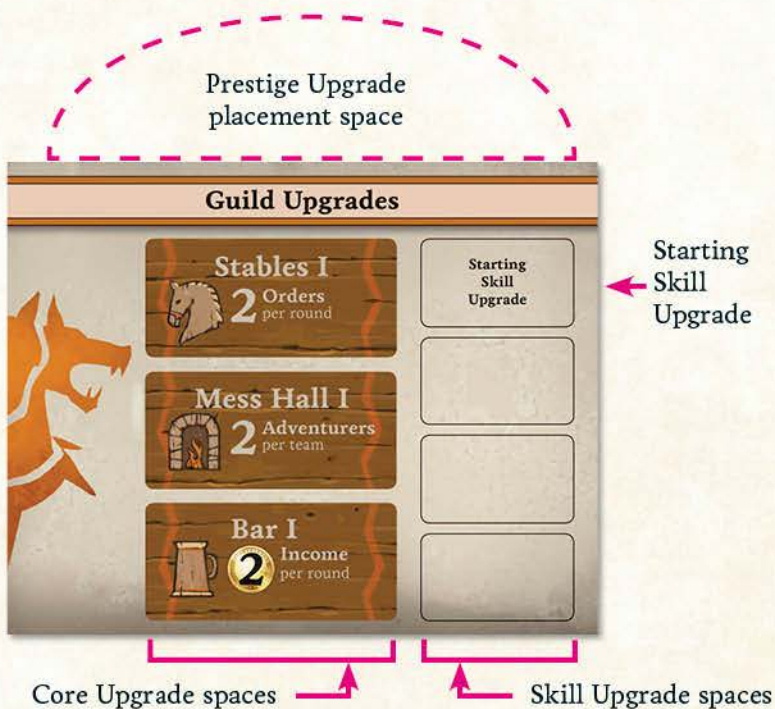 Prestige Upgrade
placement space
Guild Upgrades
Stables I
2 Orders
per round
Starting
Skill
Upgrade
Starting
Skill
Upgrade
Mess Hall I
2 Adventurers
per team
Bar I
2 Income
per round
Core Upgrade spaces
Skill Upgrade spaces